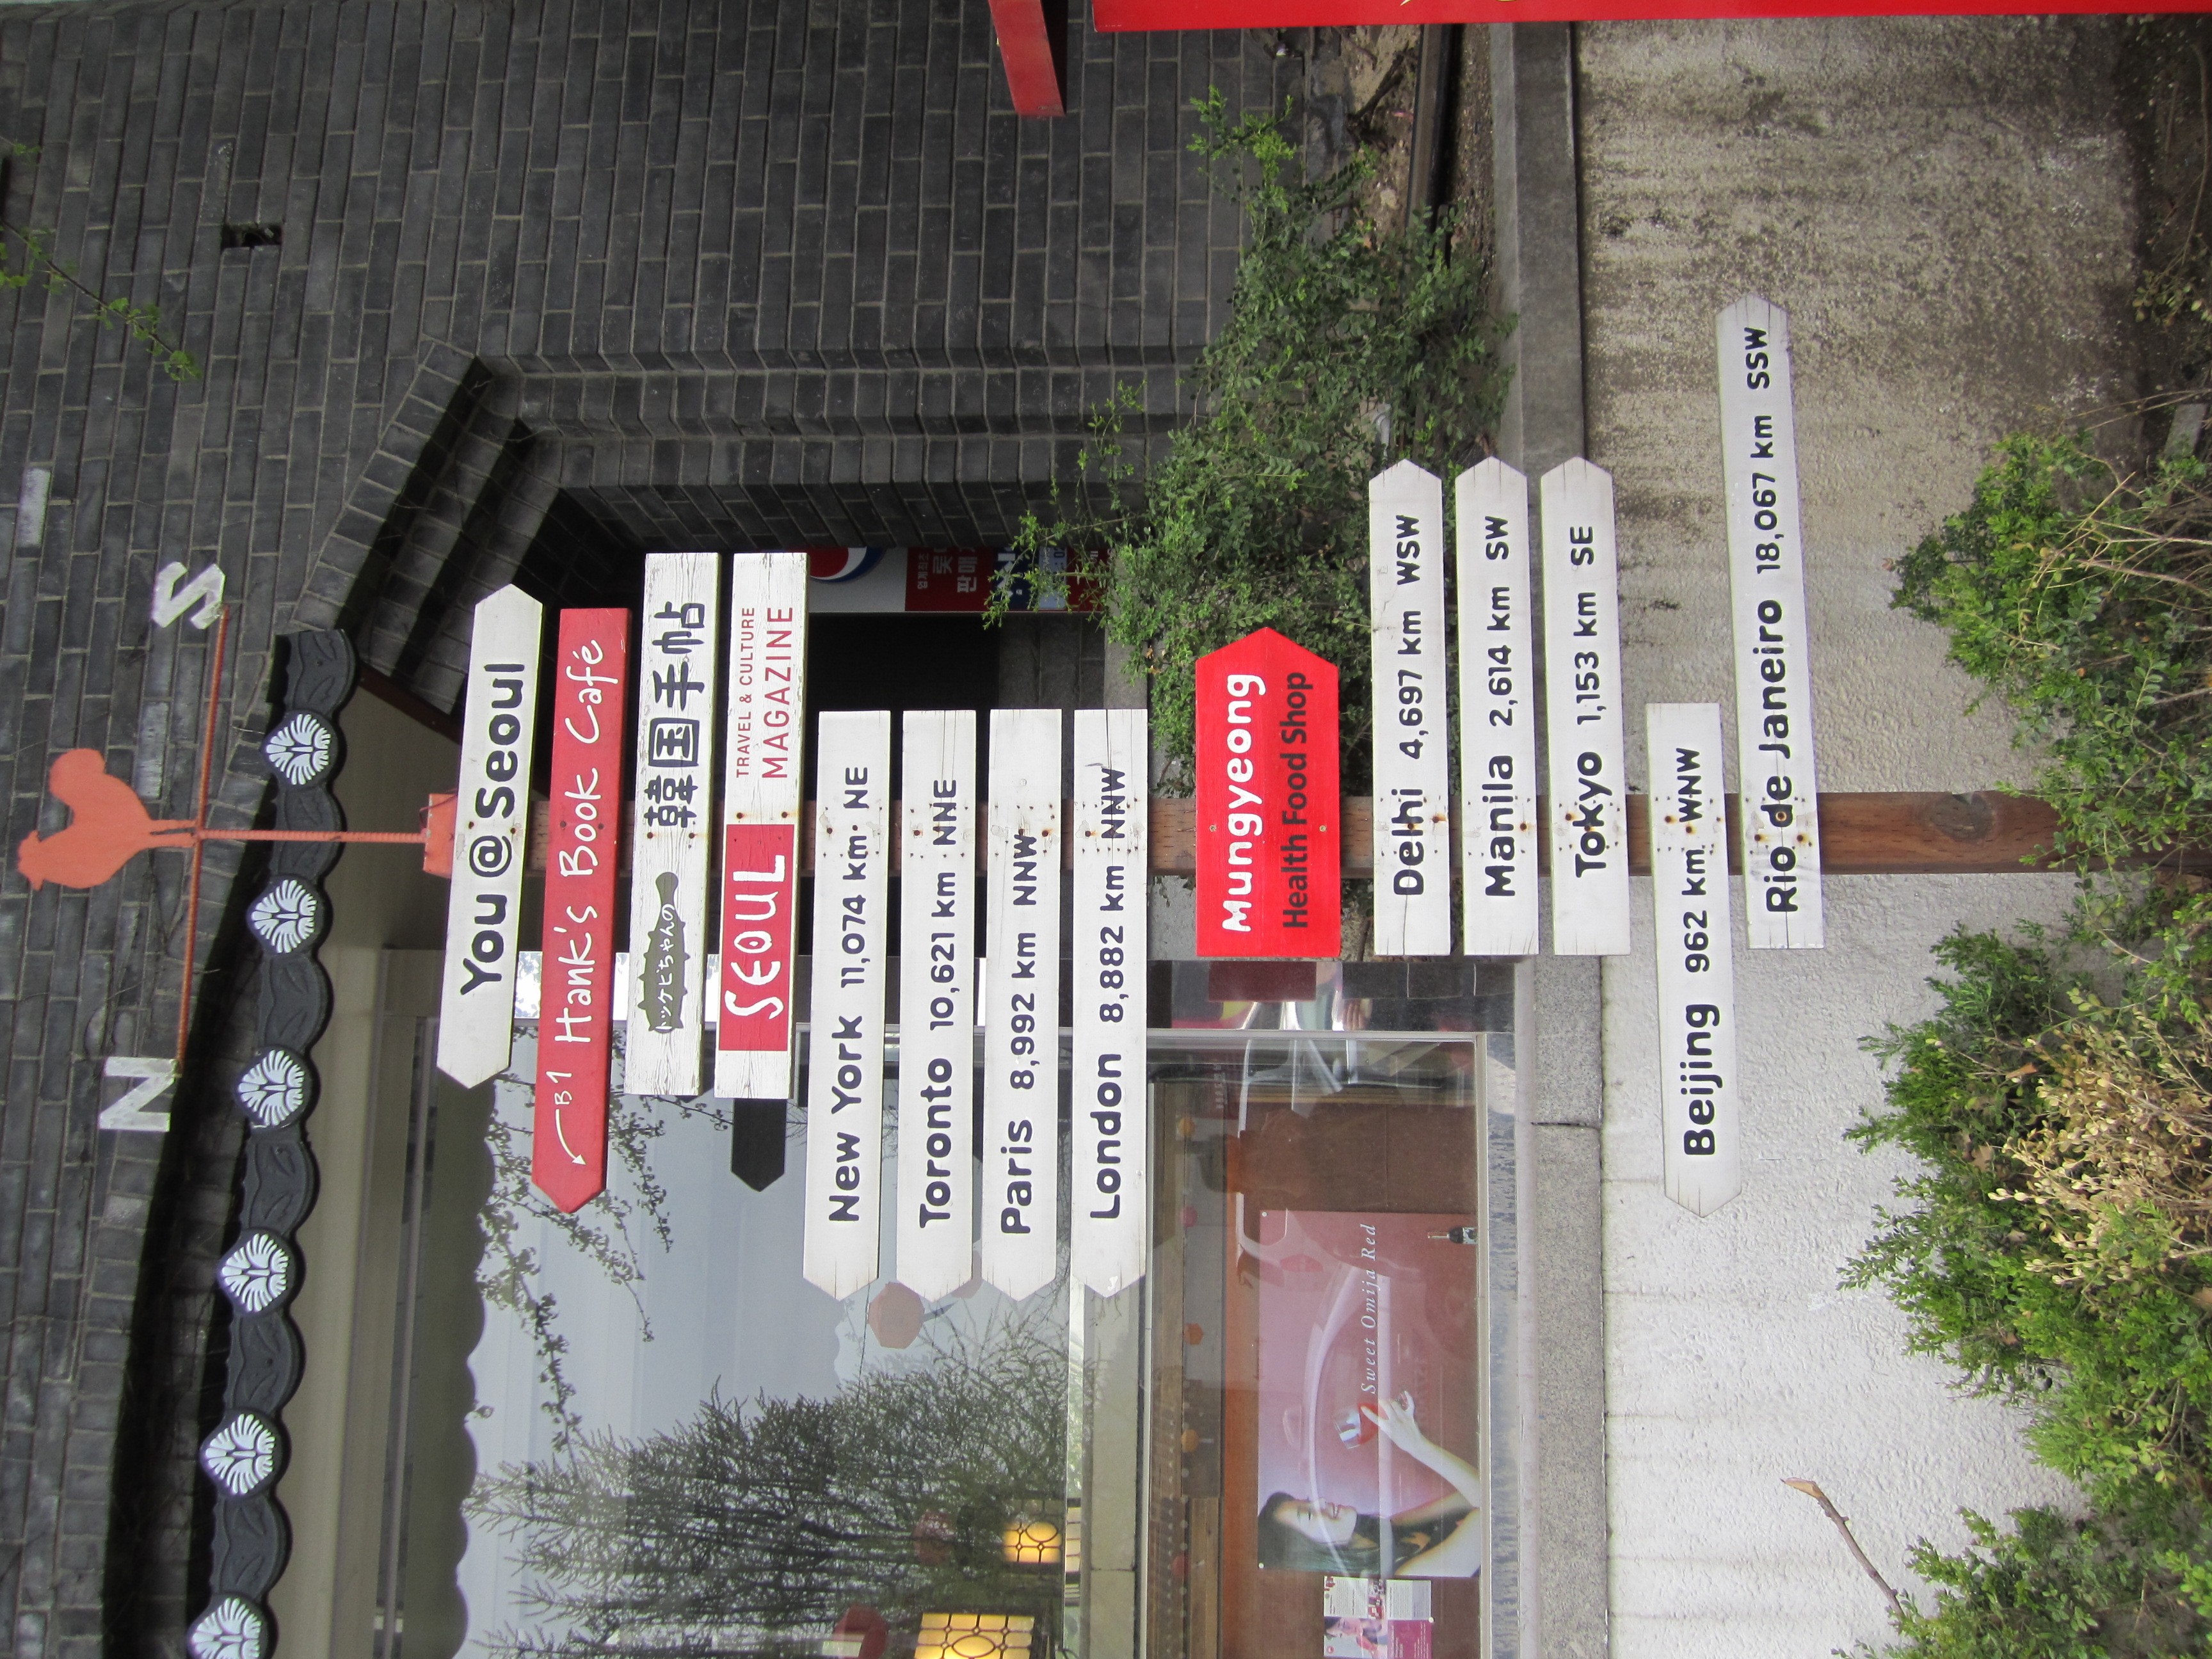 N
S
You @ Seoul
B1 Hank's Book Café
トッケビちゃんの 韓国手帖
SEOUL
TRAVEL & CULTURE
MAGAZINE
New York 11,074 km NE
Toronto 10,621 km NNE
Paris 8,992 km NNW
London 8,882 km NNW
Mungyeong
Health Food Shop
Delhi 4,697 km WSW
Manila 2,614 km SW
Tokyo 1,153 km SE
Beijing 962 km WNW
Rio de Janeiro 18,067 km SSW
Sweet Omija Red